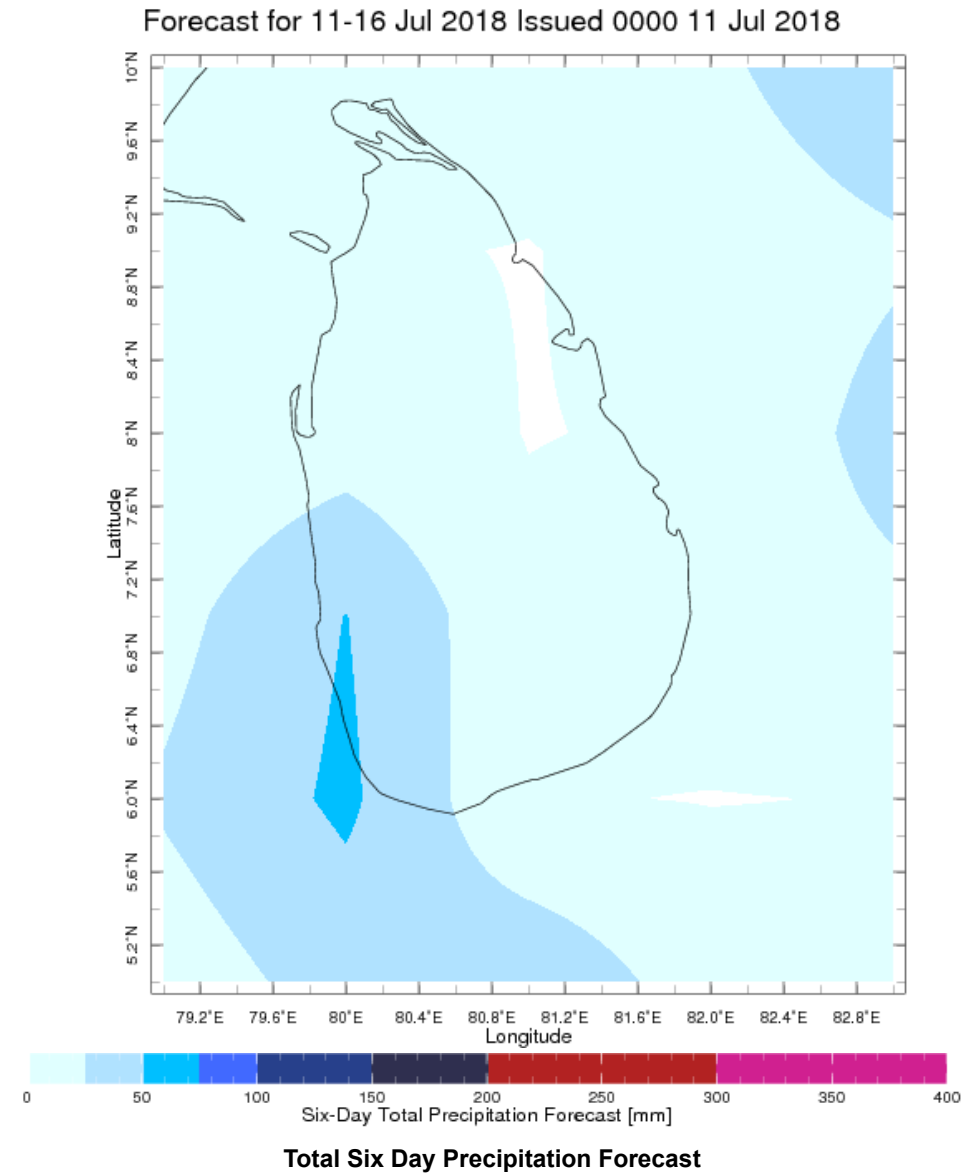 Forecast for 11-16 Jul 2018 Issued 0000 11 Jul 2018
10°N
9.6°N
9.2°N
8.8°N
8.4°N
8°N
7.6°N
7.2°N
6.8°N
6.4°N
6.0°N
5.6°N
5.2°N
Latitude
79.2°E 79.6°E 80°E 80.4°E 80.8°E 81.2°E 81.6°E 82.0°E 82.4°E 82.8°E
Longitude
0 50 100 150 200 250 300 350 400
Six-Day Total Precipitation Forecast [mm]
Total Six Day Precipitation Forecast